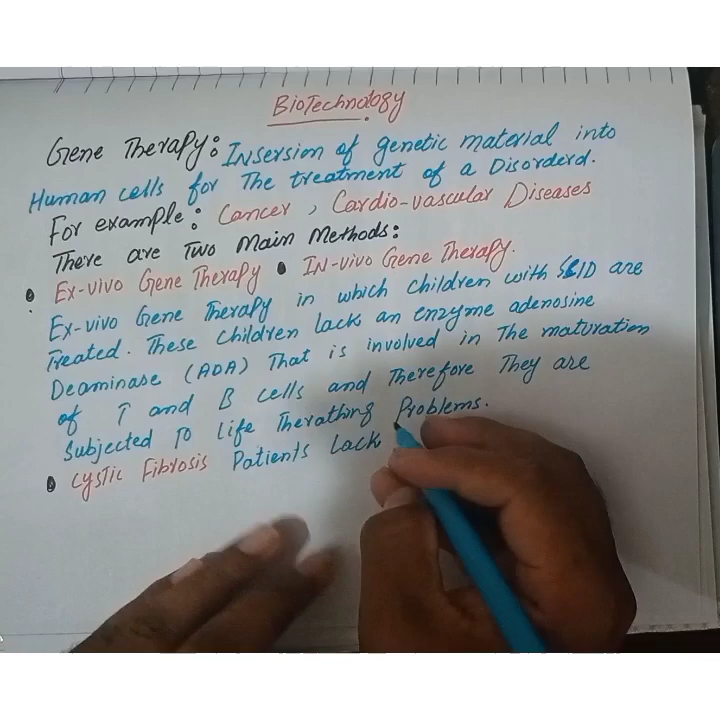 BioTechnology
Gene Therapy: Insersion of genetic material into
Human cells for The treatment of a Disorderd.
For example: Cancer, Cardio-vascular Diseases
There are Two Main Methods:
• Ex-vivo Gene Therapy • IN-vivo Gene Therapy.
Ex-vivo Gene Therapy in which children with SCID are
Treated. These children lack an enzyme adenosine
Deaminase (ADA) That is involved in The maturation
of T and B cells and Therefore They are
Subjected To life Therathing Problems.
• Cystic Fibrosis Patients Lack